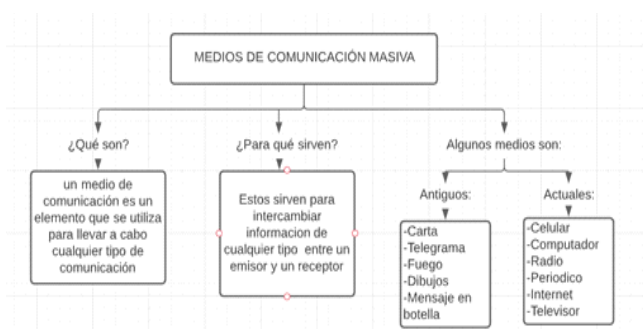 MEDIOS DE COMUNICACIÓN MASIVA
¿Qué son?
un medio de
comunicación es un
elemento que se utiliza
para llevar a cabo
cualquier tipo de
comunicación
¿Para qué sirven?
Estos sirven para
intercambiar
informacion de
cualquier tipo entre un
emisor y un receptor
Algunos medios son:
Antiguos:
-Carta
-Telegrama
-Fuego
-Dibujos
-Mensaje en
botella
Actuales:
-Celular
-Computador
-Radio
-Periodico
-Internet
-Televisor